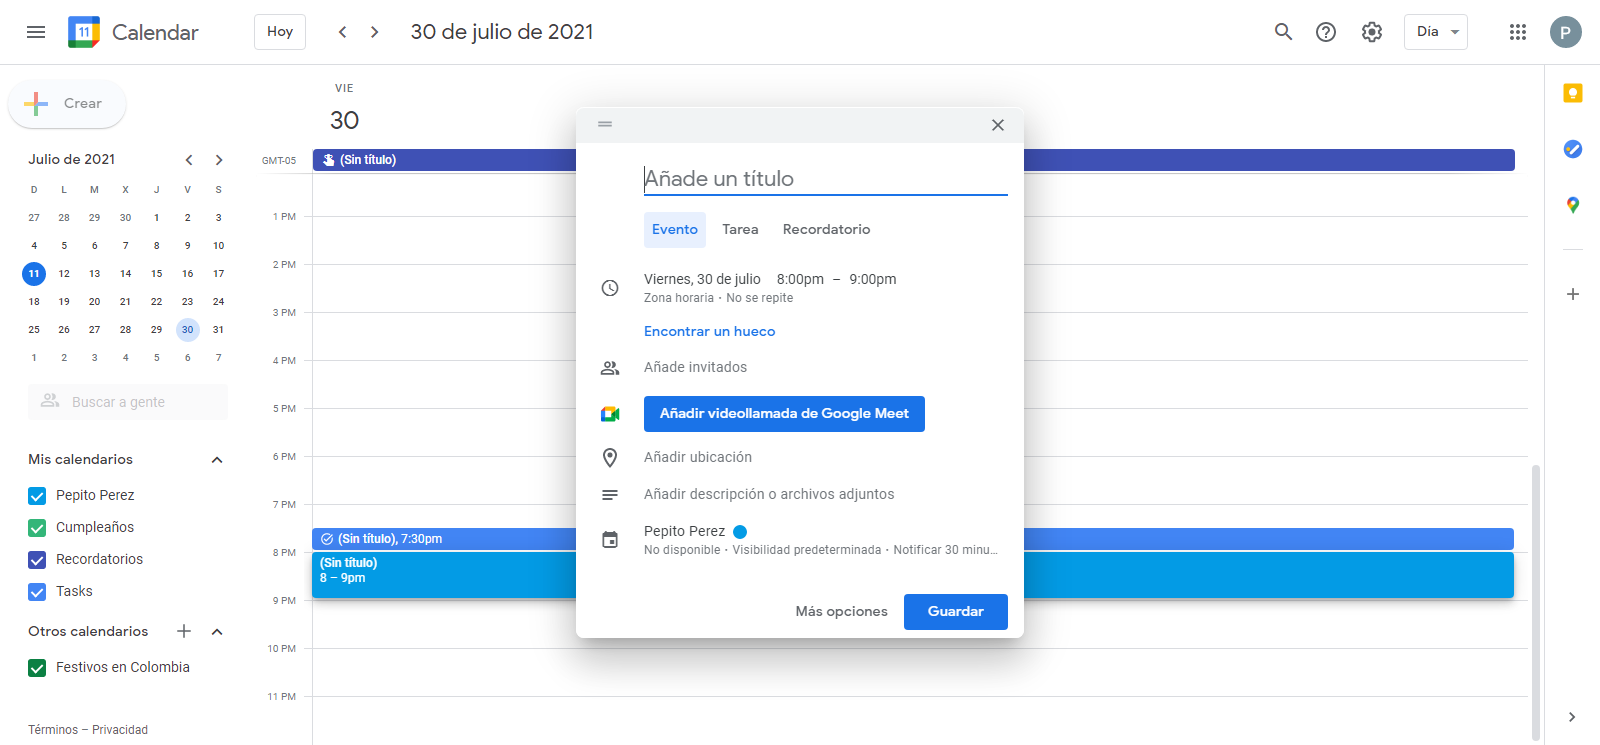 11 Calendar
Hoy
30 de julio de 2021
Día
P
Crear
Julio de 2021
D L M X J V S
27 28 29 30 1 2 3
4 5 6 7 8 9 10
11 12 13 14 15 16 17
18 19 20 21 22 23 24
25 26 27 28 29 30 31
1 2 3 4 5 6 7
Buscar a gente
Mis calendarios
Pepito Perez
Cumpleaños
Recordatorios
Tasks
Otros calendarios
Festivos en Colombia
Términos – Privacidad
VIE
30
GMT-05
(Sin título)
1 PM
2 PM
3 PM
4 PM
5 PM
6 PM
7 PM
8 PM
9 PM
10 PM
11 PM
(Sin título), 7:30pm
(Sin título)
8 – 9pm
Añade un título
Evento Tarea Recordatorio
Viernes, 30 de julio 8:00pm – 9:00pm
Zona horaria • No se repite
Encontrar un hueco
Añade invitados
Añadir videollamada de Google Meet
Añadir ubicación
Añadir descripción o archivos adjuntos
Pepito Perez
No disponible • Visibilidad predeterminada • Notificar 30 minu...
Más opciones
Guardar